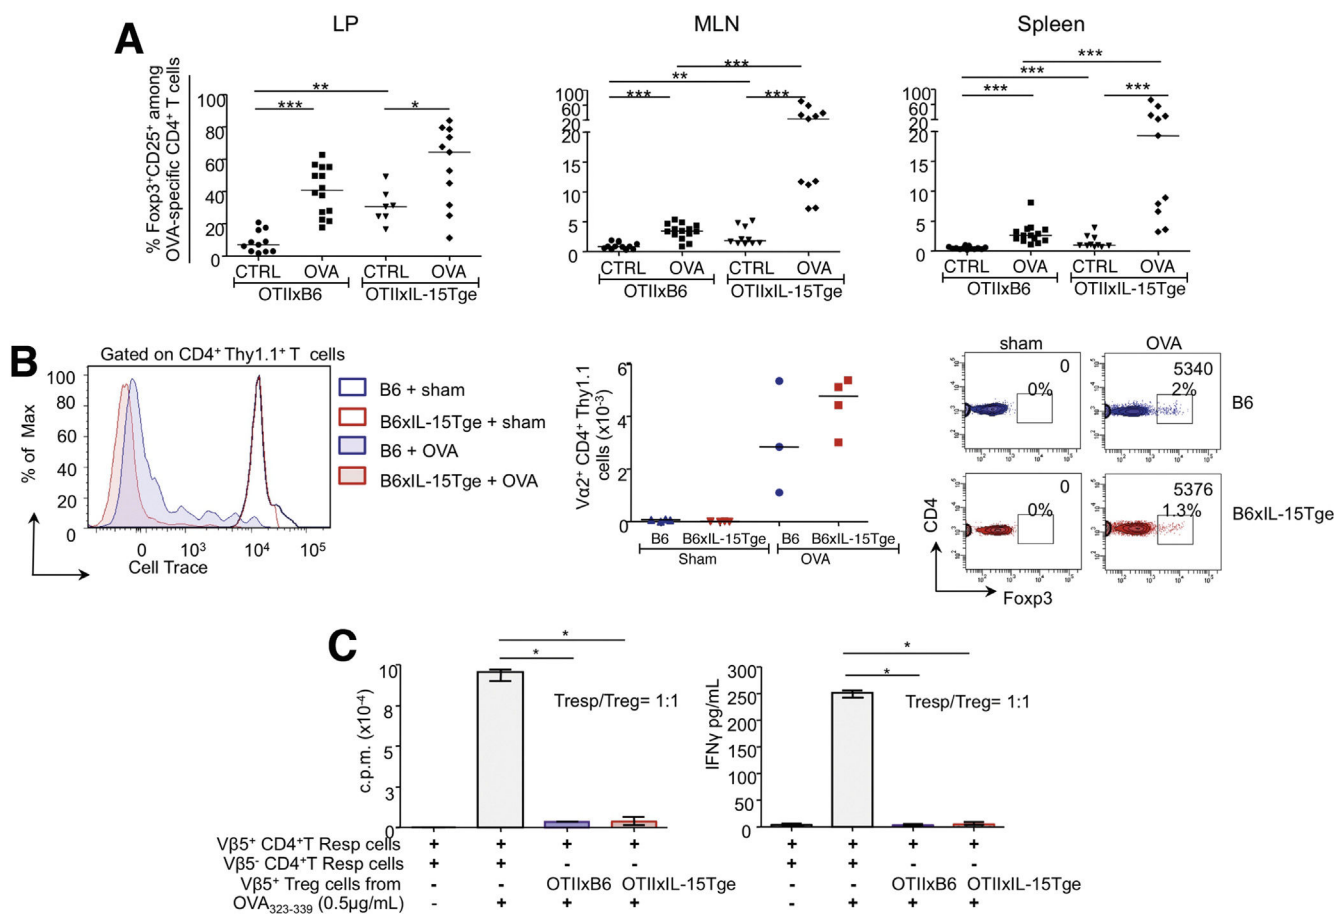 A
LP
MLN
Spleen
% Foxp3⁺CD25⁺ among
OVA-specific CD4⁺ T cells
100
80
60
40
20
0
**
***
*
CTRL OVA CTRL OVA
OTIIxB6 OTIIxIL-15Tge
100
60
20
20
15
10
5
0
***
**
*** ***
CTRL OVA CTRL OVA
OTIIxB6 OTIIxIL-15Tge
100
60
20
20
15
10
5
0
***
***
*** ***
CTRL OVA CTRL OVA
OTIIxB6 OTIIxIL-15Tge
B
Gated on CD4⁺ Thy1.1⁺ T cells
% of Max
100
80
60
40
20
0
0 10³ 10⁴ 10⁵
Cell Trace
B6 + sham
B6xIL-15Tge + sham
B6 + OVA
B6xIL-15Tge + OVA
Vα2⁺ CD4⁺ Thy1.1
cells (x10⁻³)
6
4
2
0
B6 B6xIL-15Tge B6 B6xIL-15Tge
Sham OVA
sham OVA
0
0%
5340
2%
B6
0
0%
5376
1.3%
B6xIL-15Tge
CD4
Foxp3
10² 10³ 10⁴ 10⁵
C
c.p.m. (x10⁻⁴)
10
8
5
3
0
*
*
Tresp/Treg= 1:1
IFNγ pg/mL
300
250
200
150
100
50
0
*
*
Tresp/Treg= 1:1
Vβ5⁺ CD4⁺T Resp cells + + + + + + + +
Vβ5⁻ CD4⁺T Resp cells + + - - + + - -
Vβ5⁺ Treg cells from - - OTIIxB6 OTIIxIL-15Tge - - OTIIxB6 OTIIxIL-15Tge
OVA₃₂₃₋₃₃₉ (0.5µg/mL) - + + + - + + +